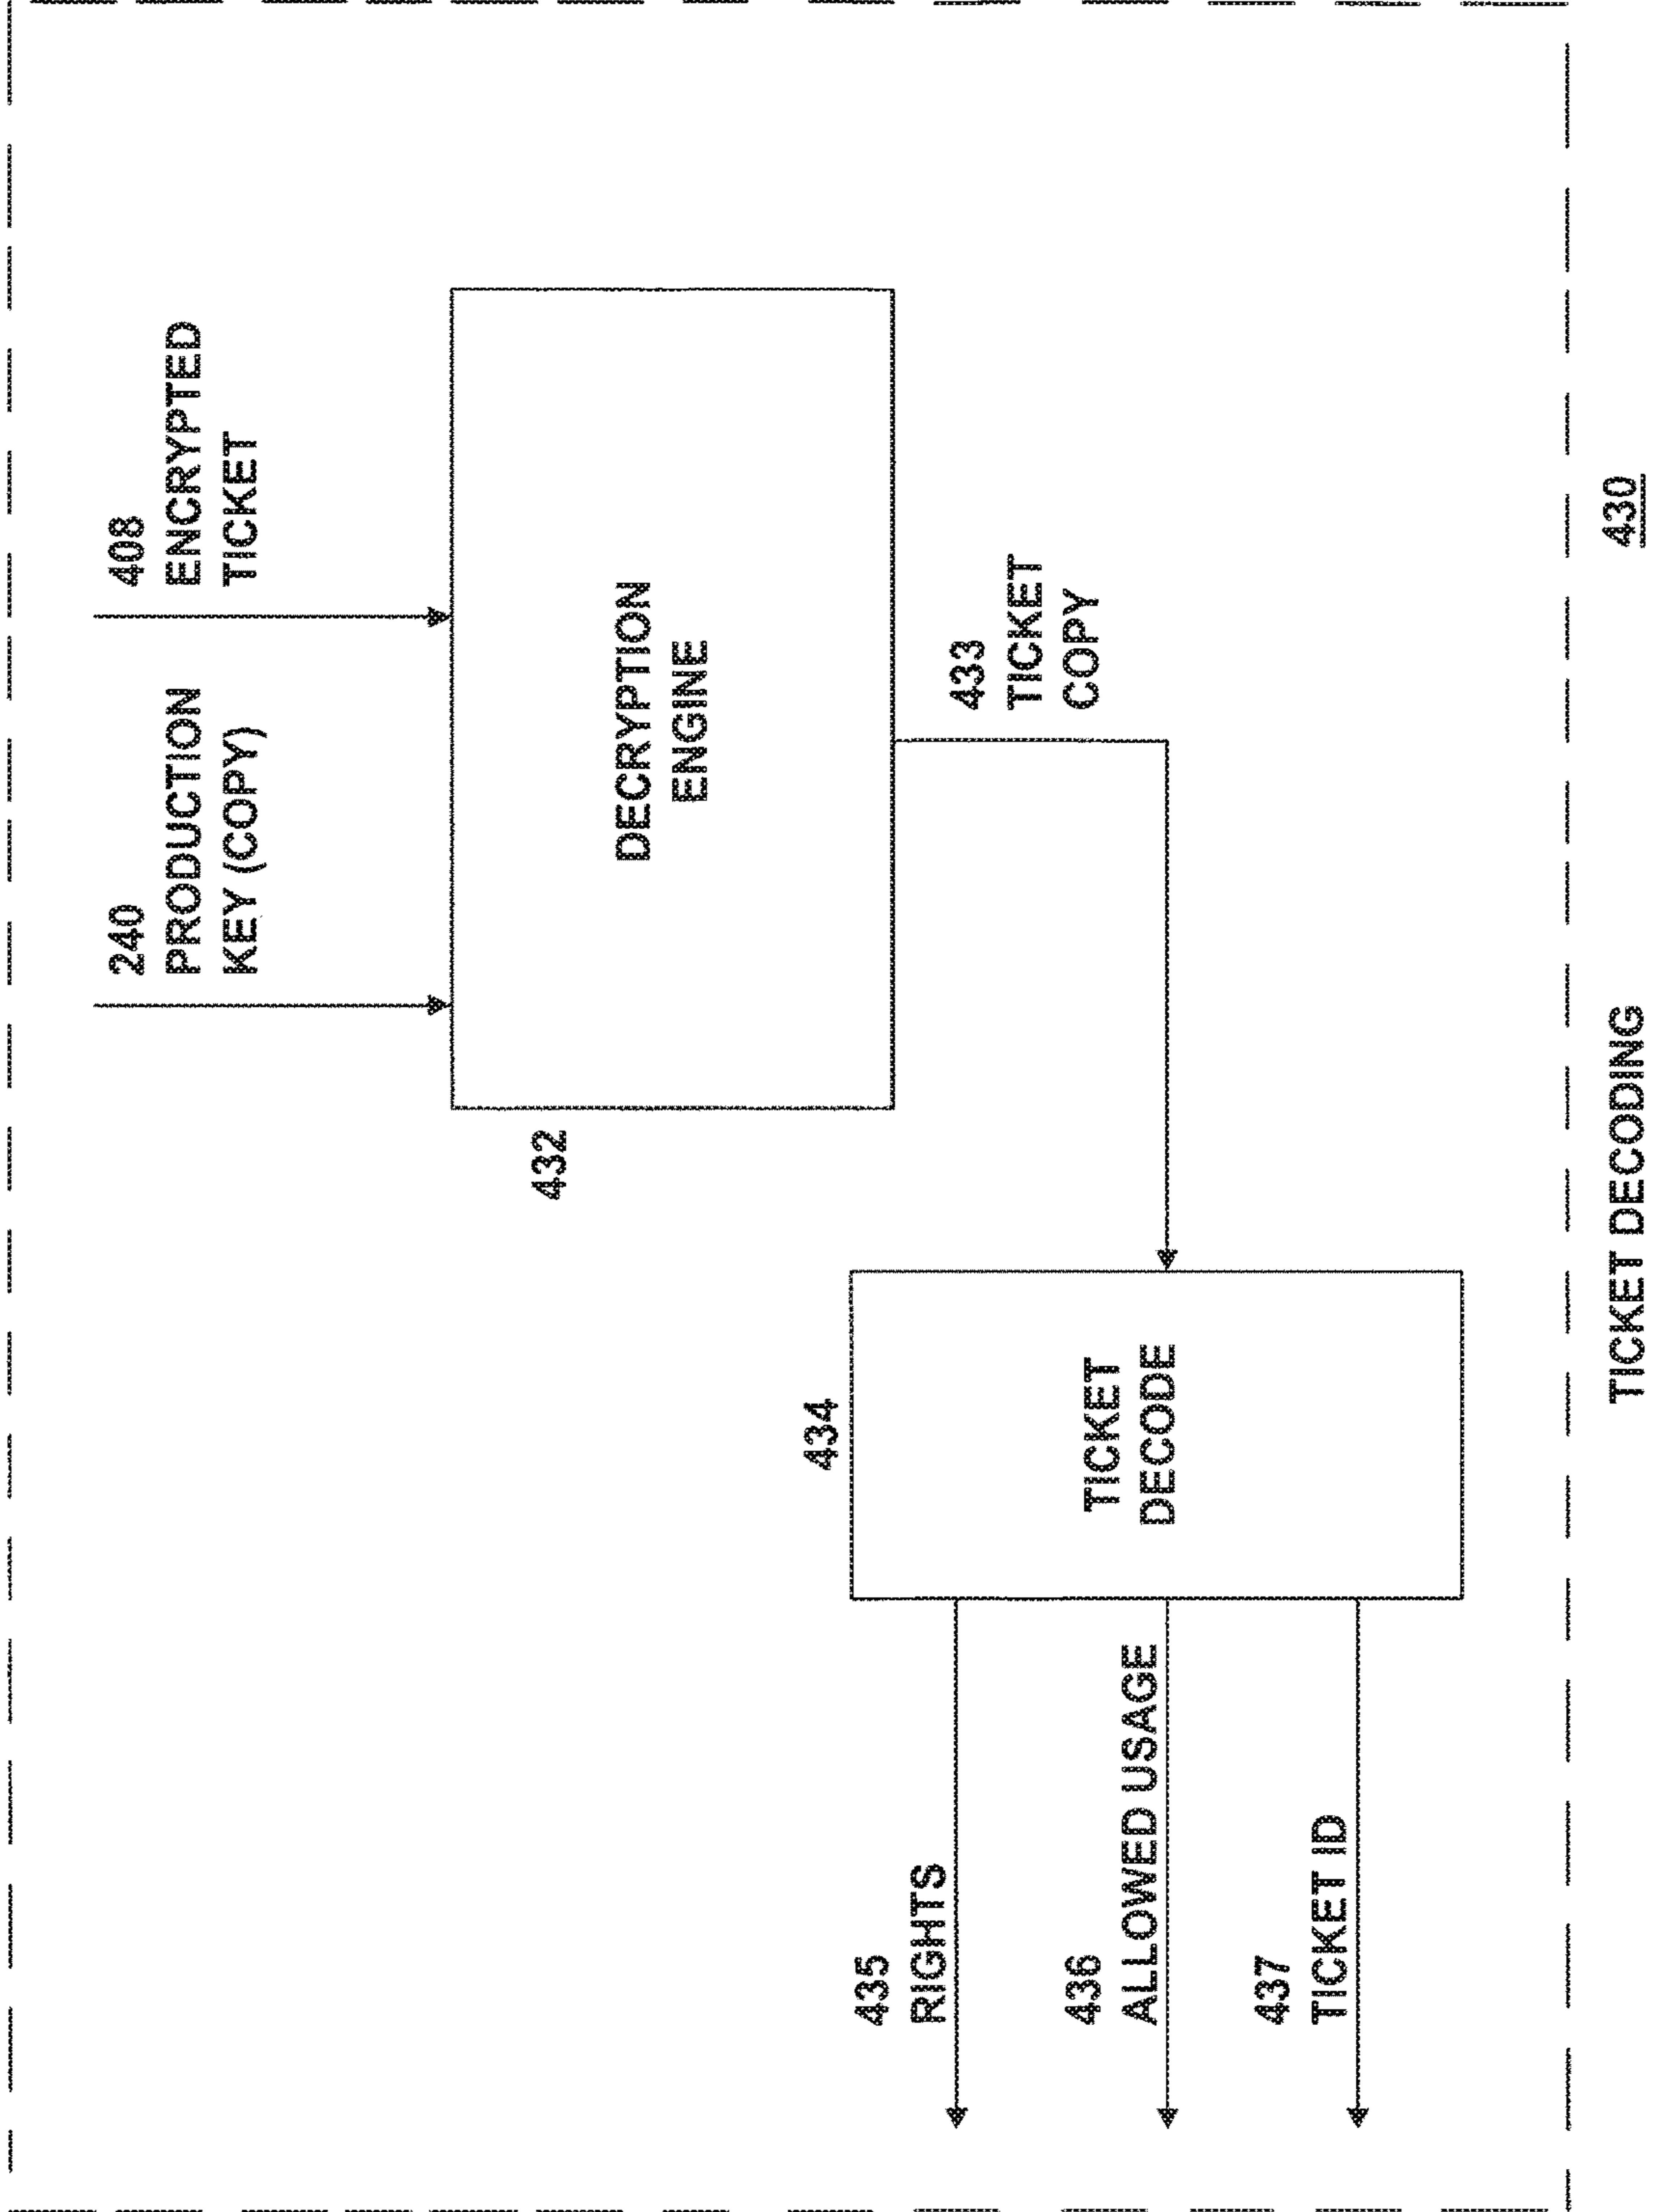 240
PRODUCTION
KEY (COPY)
408
ENCRYPTED
TICKET
432
DECRYPTION
ENGINE
433
TICKET
COPY
434
TICKET
DECODE
435
RIGHTS
436
ALLOWED USAGE
437
TICKET ID
TICKET DECODING
430